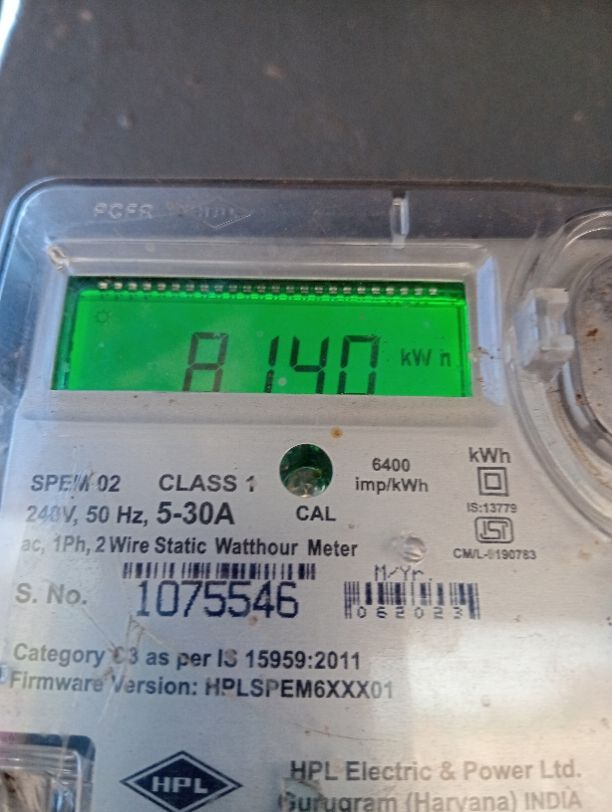 8140 kWh
SPEM 02 CLASS 1
6400 imp/kWh
kWh
240V, 50 Hz, 5-30A
CAL
IS:13779
ISI
ac, 1Ph, 2 Wire Static Watthour Meter
CM/L-0190783
M/Yr.
S. No. 1075546
062023
Category C3 as per IS 15959:2011
Firmware Version: HPLSPEM6XXX01
HPL
HPL Electric & Power Ltd.
Gurugram (Haryana) INDIA